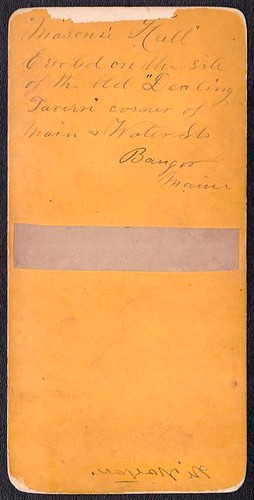 "Masonic Hall"
Erected on the site
of the Old "Dealing
Tavern" corner of
Main & Water Sts
Bangor
Maine